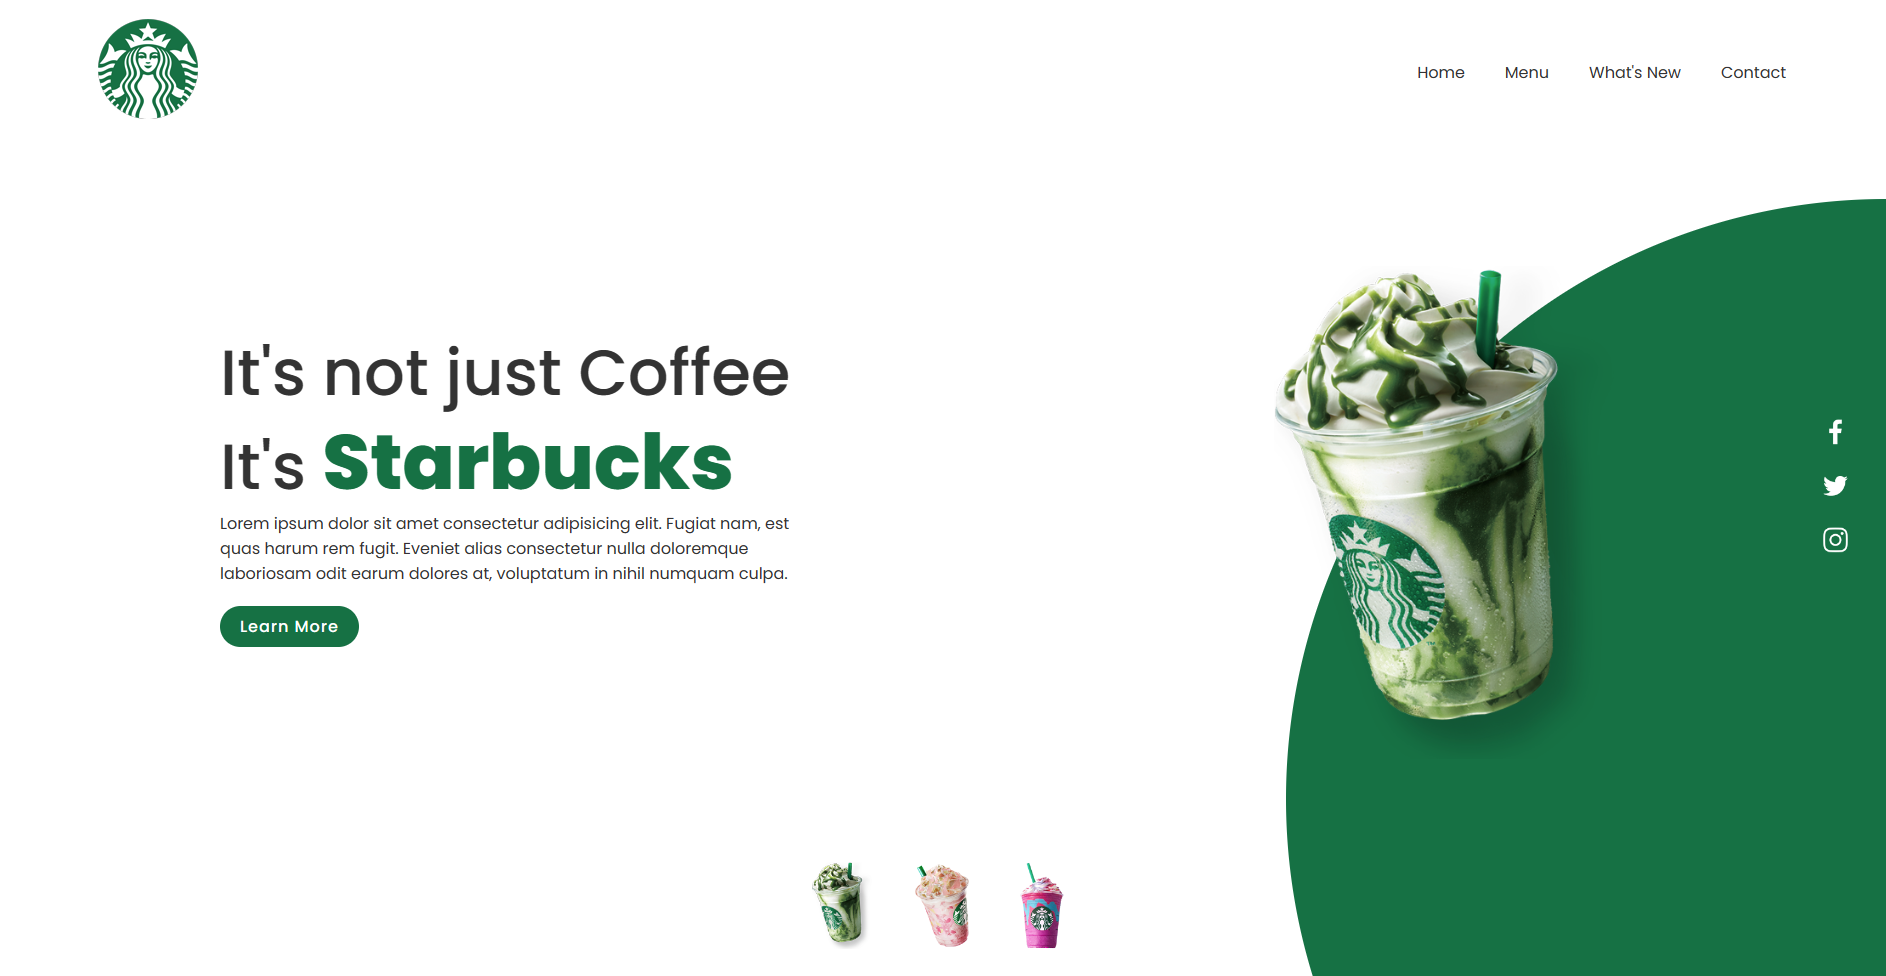 Home Menu What's New Contact
It's not just Coffee
It's Starbucks
Lorem ipsum dolor sit amet consectetur adipisicing elit. Fugiat nam, est
quas harum rem fugit. Eveniet alias consectetur nulla doloremque
laboriosam odit earum dolores at, voluptatum in nihil numquam culpa.
Learn More